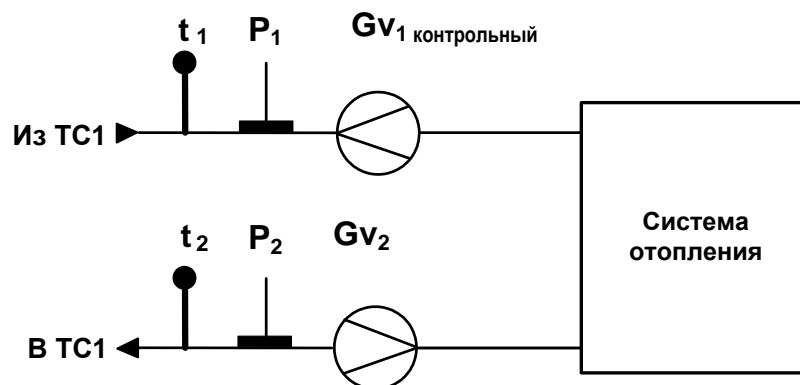 t 1 P1 Gv1 контрольный
Из ТС1
t 2 P2 Gv2
Система
отопления
В ТС1